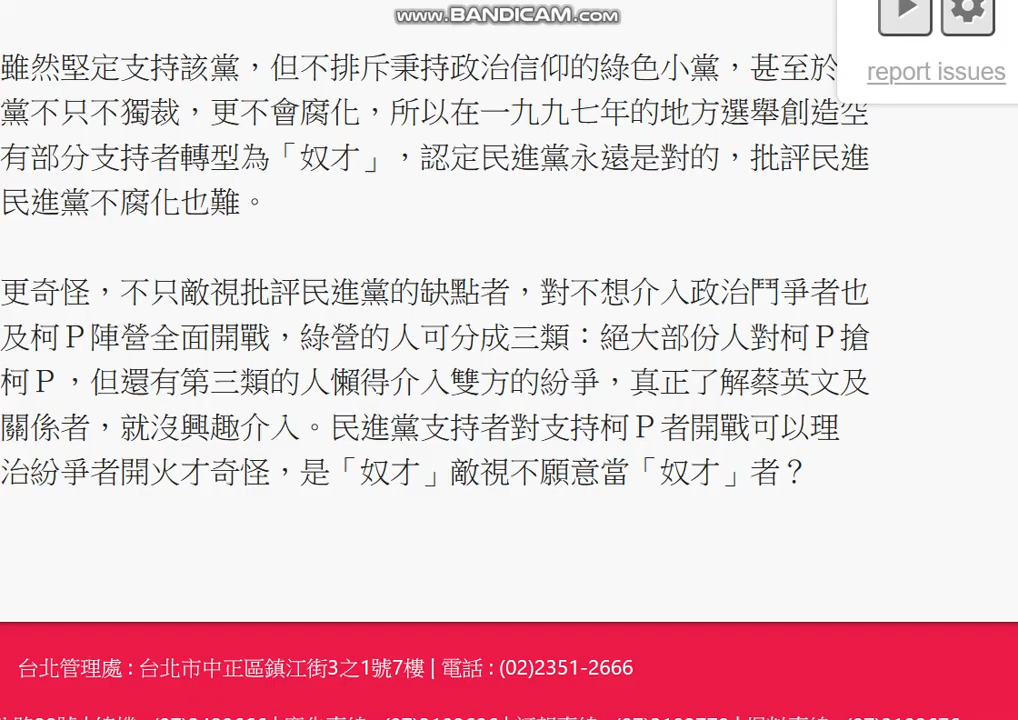 www.BANDICAM.com
report issues
雖然堅定支持該黨，但不排斥秉持政治信仰的綠色小黨，甚至於
黨不只不獨裁，更不會腐化，所以在一九九七年的地方選舉創造空
有部分支持者轉型為「奴才」，認定民進黨永遠是對的，批評民進
民進黨不腐化也難。
更奇怪，不只敵視批評民進黨的缺點者，對不想介入政治鬥爭者也
及柯Ｐ陣營全面開戰，綠營的人可分成三類：絕大部份人對柯Ｐ搶
柯Ｐ，但還有第三類的人懶得介入雙方的紛爭，真正了解蔡英文及
關係者，就沒興趣介入。民進黨支持者對支持柯Ｐ者開戰可以理
治紛爭者開火才奇怪，是「奴才」敵視不願意當「奴才」者？
台北管理處 : 台北市中正區鎮江街3之1號7樓 | 電話 : (02)2351-2666